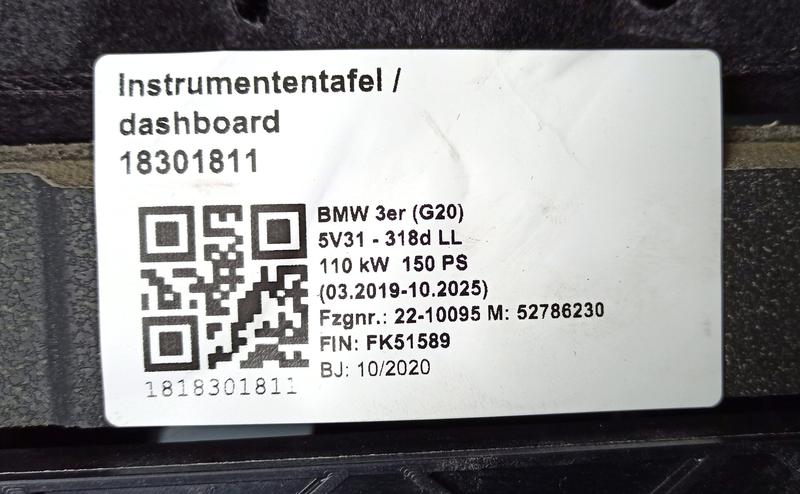 Instrumententafel /
dashboard
18301811
BMW 3er (G20)
5V31 - 318d LL
110 kW 150 PS
(03.2019-10.2025)
Fzgnr.: 22-10095 M: 52786230
FIN: FK51589
BJ: 10/2020
1818301811